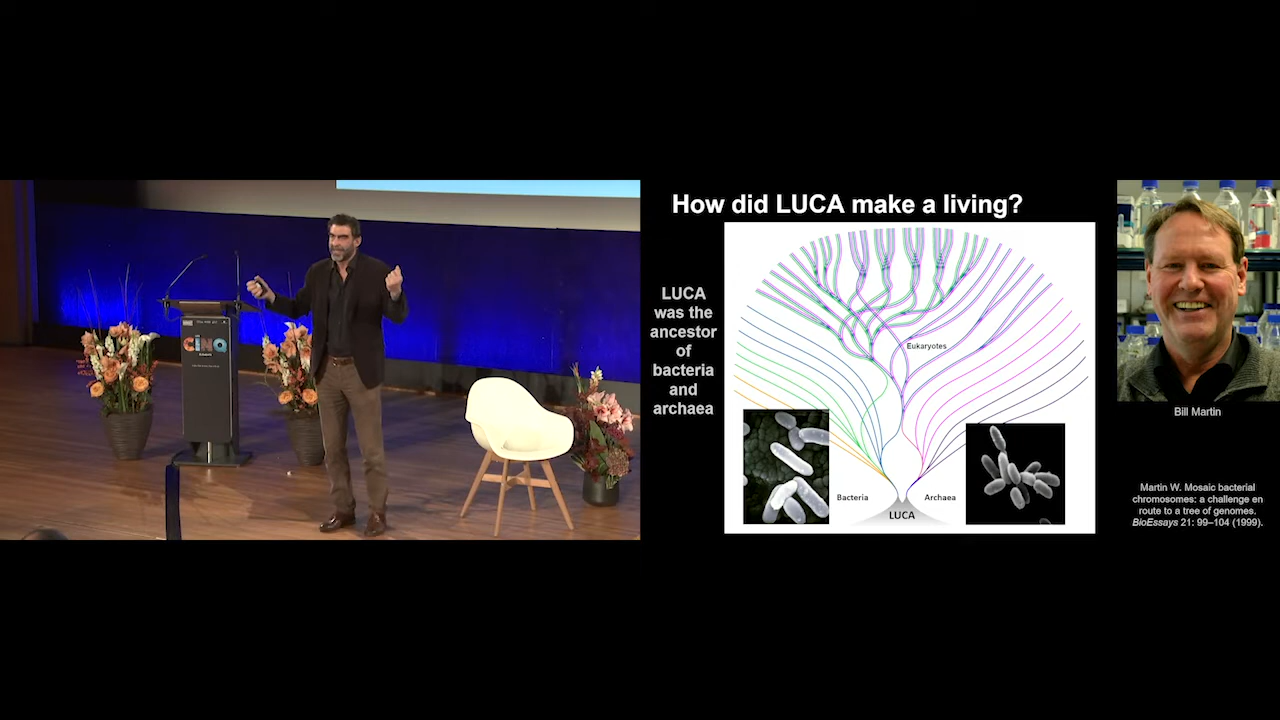 CiNQ
How did LUCA make a living?
LUCA
was the
ancestor
of
bacteria
and
archaea
Eukaryotes
Bacteria
Archaea
LUCA
Bill Martin
Martin W. Mosaic bacterial
chromosomes: a challenge en
route to a tree of genomes.
BioEssays 21: 99–104 (1999).